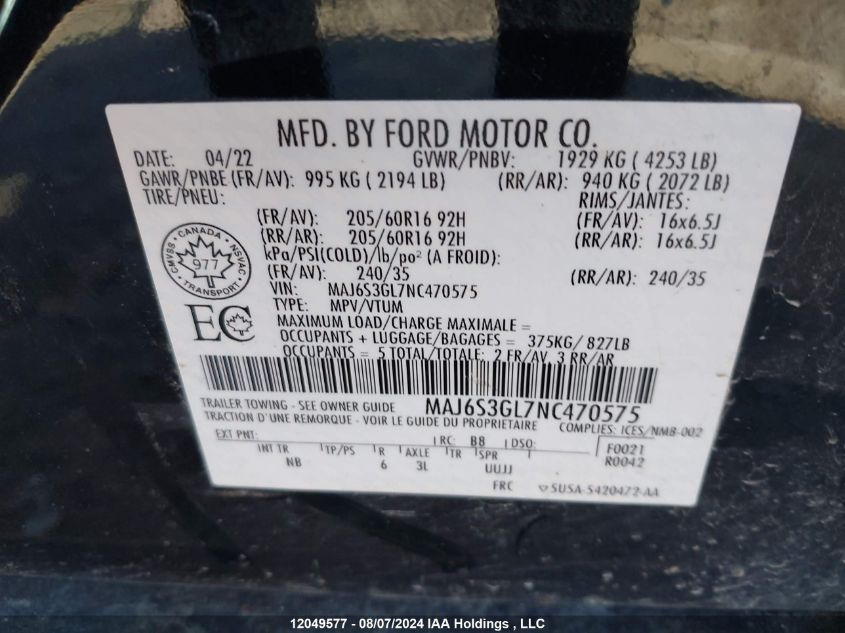 MFD. BY FORD MOTOR CO.
DATE: 04/22 GVWR/PNBV: 1929 KG ( 4253 LB)
GAWR/PNBE (FR/AV): 995 KG ( 2194 LB) (RR/AR): 940 KG ( 2072 LB)
TIRE/PNEU: RIMS/JANTES:
(FR/AV): 205/60R16 92H (FR/AV): 16x6.5J
(RR/AR): 205/60R16 92H (RR/AR): 16x6.5J
kPa/PSI(COLD)/lb/po² (A FROID):
(FR/AV): 240/35 (RR/AR): 240/35
CANADA
CMVSS NSVAC
977
TRANSPORT
VIN: MAJ6S3GL7NC470575
TYPE: MPV/VTUM
EC
MAXIMUM LOAD/CHARGE MAXIMALE =
OCCUPANTS + LUGGAGE/BAGAGES = 375KG/ 827LB
OCCUPANTS = 5 TOTAL/TOTALE: 2 FR/AV 3 RR/AR
TRAILER TOWING - SEE OWNER GUIDE MAJ6S3GL7NC470575
TRACTION D'UNE REMORQUE - VOIR LE GUIDE DU PROPRIETAIRE COMPLIES: ICES/NMB-002
EXT PNT: RC: B8 DSO: F0021
INT TR TP/PS R AXLE TR SPR R0042
NB 6 3L UUJJ
FRC SUSA-5420472-AA
12049577 - 08/07/2024 IAA Holdings , LLC